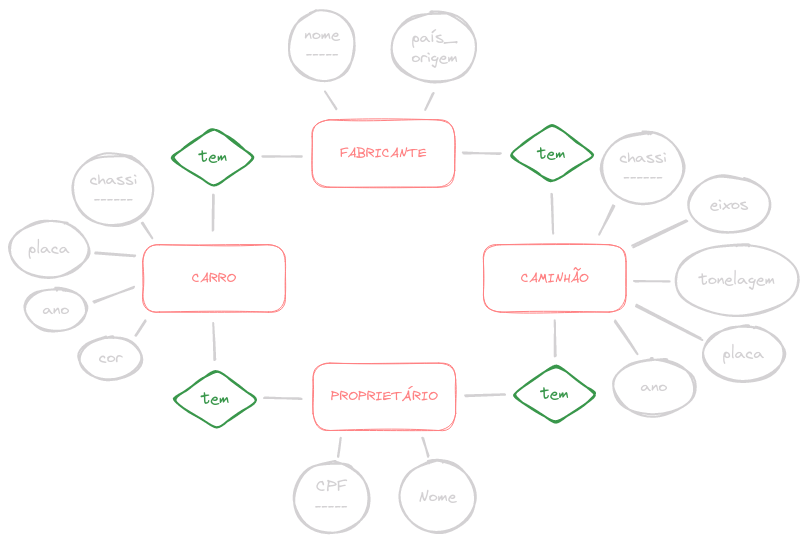 nome
-----
país_
origem
tem
FABRICANTE
tem
chassi
------
chassi
------
eixos
placa
CARRO
CAMINHÃO
tonelagem
ano
cor
placa
ano
tem
PROPRIETÁRIO
tem
CPF
-----
Nome